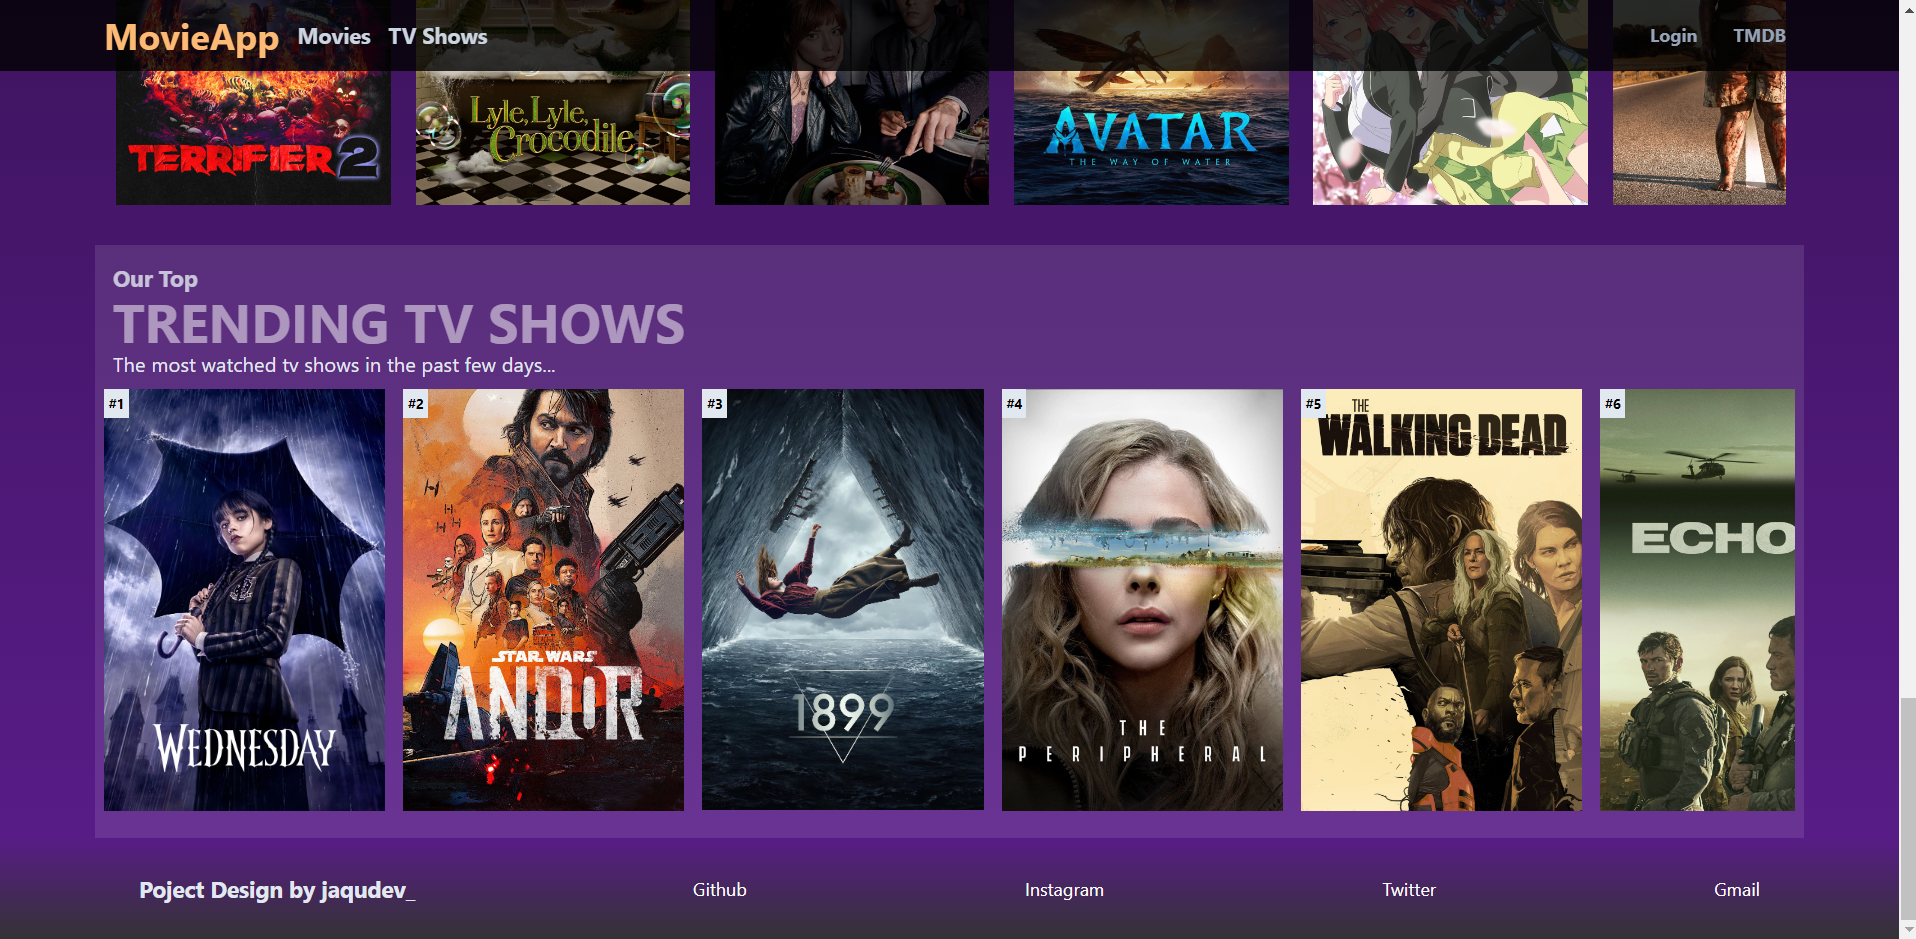 MovieApp Movies TV Shows Login TMDB
TERRIFIER 2
Lyle, Lyle,
Crocodile
AVATAR
THE WAY OF WATER
Our Top
TRENDING TV SHOWS
The most watched tv shows in the past few days...
#1
WEDNESDAY
#2
STAR WARS
ANDOR
#3
1899
#4
THE
PERIPHERAL
#5
THE
WALKING DEAD
#6
ECHO
Poject Design by jaqudev_ Github Instagram Twitter Gmail